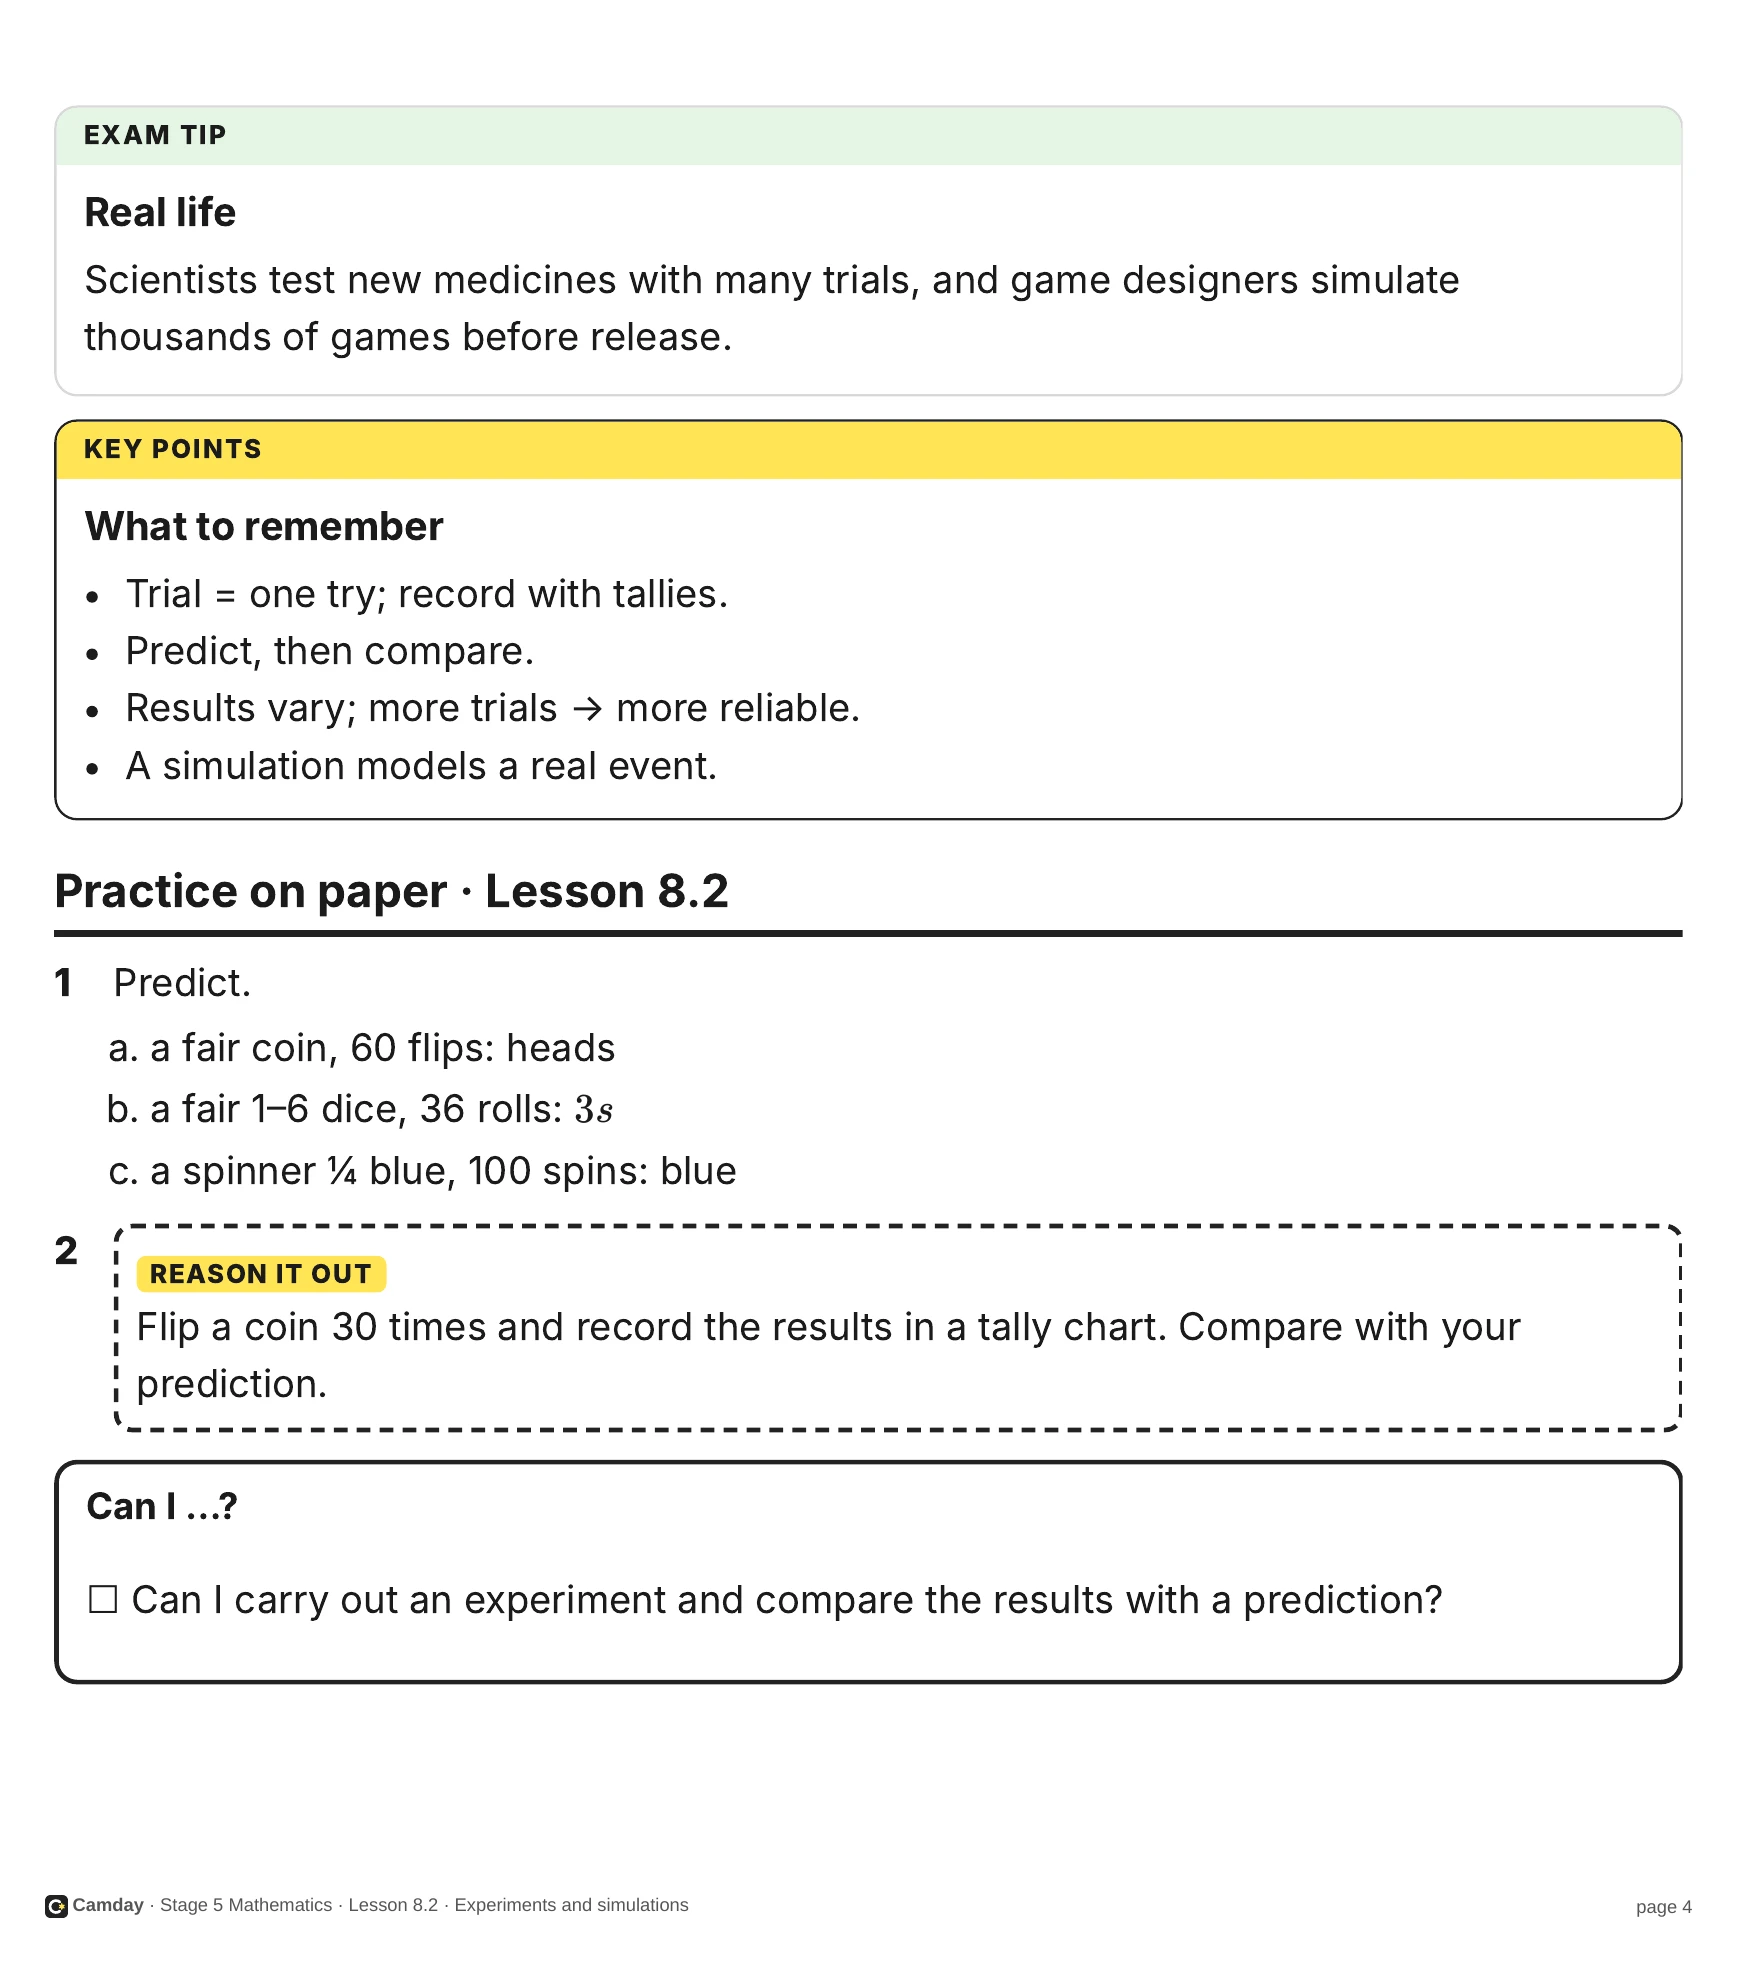 EXAM TIP
Real life
Scientists test new medicines with many trials, and game designers simulate
thousands of games before release.
KEY POINTS
What to remember
• Trial = one try; record with tallies.
• Predict, then compare.
• Results vary; more trials → more reliable.
• A simulation models a real event.
Practice on paper · Lesson 8.2
1 Predict.
a. a fair coin, 60 flips: heads
b. a fair 1–6 dice, 36 rolls: 3s
c. a spinner ¼ blue, 100 spins: blue
2 REASON IT OUT
Flip a coin 30 times and record the results in a tally chart. Compare with your
prediction.
Can I …?
☐ Can I carry out an experiment and compare the results with a prediction?
Camday · Stage 5 Mathematics · Lesson 8.2 · Experiments and simulations
page 4